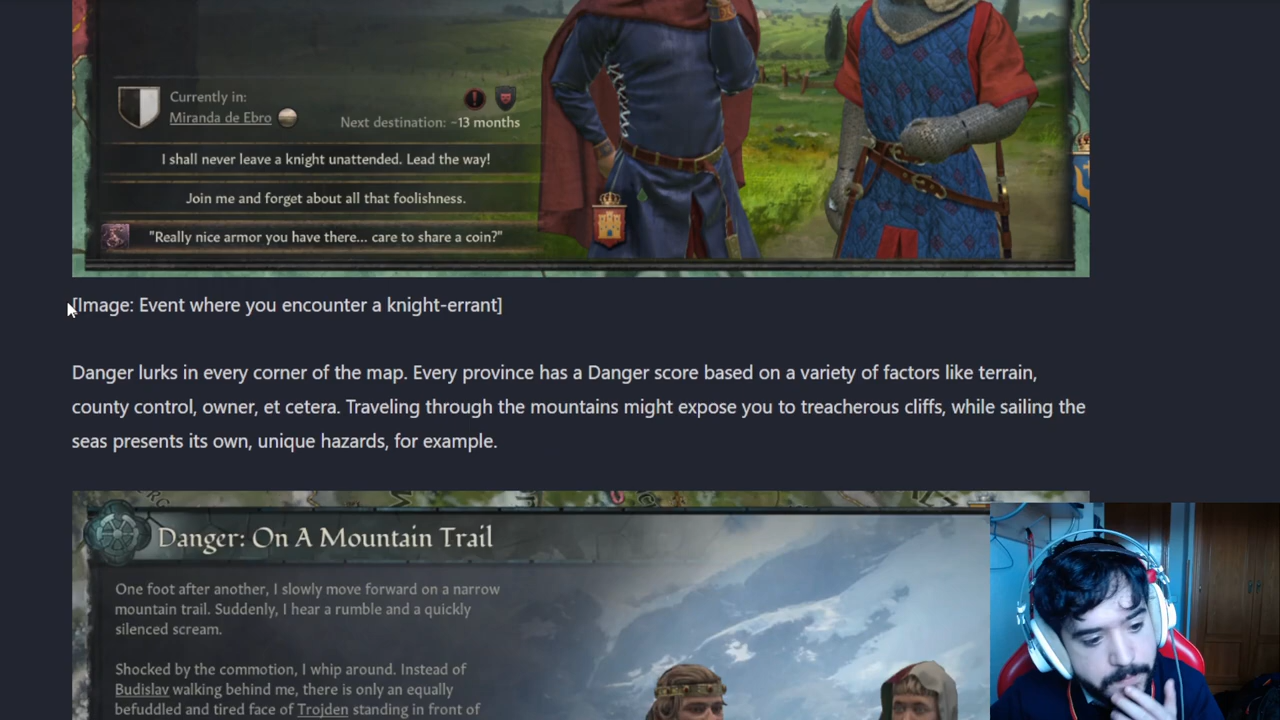 Currently in:
Miranda de Ebro
Next destination: ~13 months
I shall never leave a knight unattended. Lead the way!
Join me and forget about all that foolishness.
"Really nice armor you have there... care to share a coin?"
[Image: Event where you encounter a knight-errant]
Danger lurks in every corner of the map. Every province has a Danger score based on a variety of factors like terrain,
county control, owner, et cetera. Traveling through the mountains might expose you to treacherous cliffs, while sailing the
seas presents its own, unique hazards, for example.
Danger: On A Mountain Trail
One foot after another, I slowly move forward on a narrow
mountain trail. Suddenly, I hear a rumble and a quickly
silenced scream.
Shocked by the commotion, I whip around. Instead of
Budislav walking behind me, there is only an equally
befuddled and tired face of Trojden standing in front of